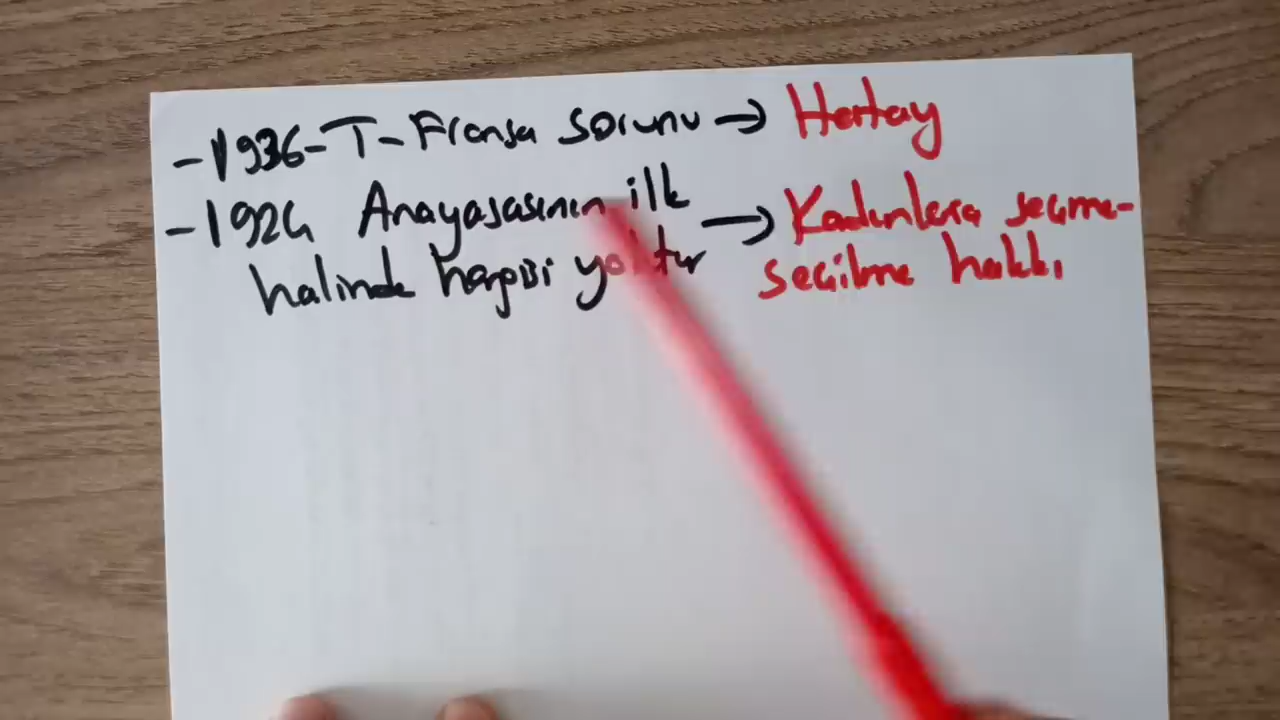 -1936-T-Fransa sorunu → Hatay
-1924 Anayasasının ilk halinde hangisi yoktur → Kadınlara seçme-
seçilme hakkı